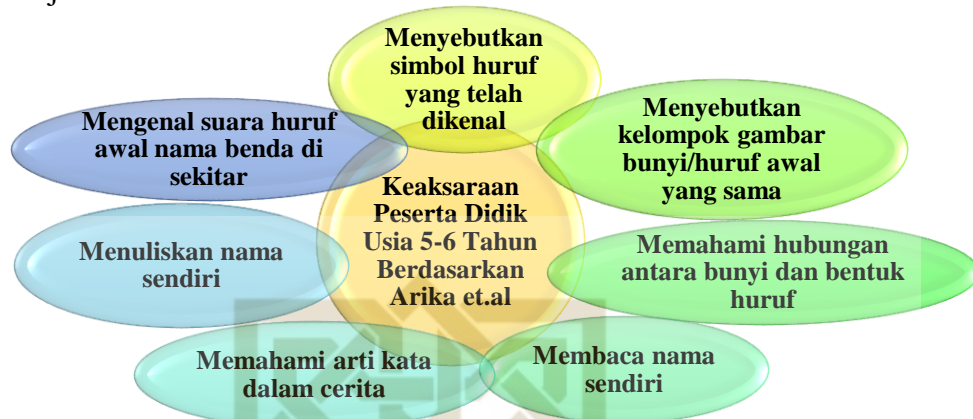 Menyebutkan
simbol huruf
yang telah
dikenal
Menyebutkan
kelompok gambar
bunyi/huruf awal
yang sama
Memahami hubungan
antara bunyi dan bentuk
huruf
Membaca nama
sendiri
Memahami arti kata
dalam cerita
Menuliskan nama
sendiri
Mengenal suara huruf
awal nama benda di
sekitar
Keaksaraan
Peserta Didik
Usia 5-6 Tahun
Berdasarkan
Arika et.al